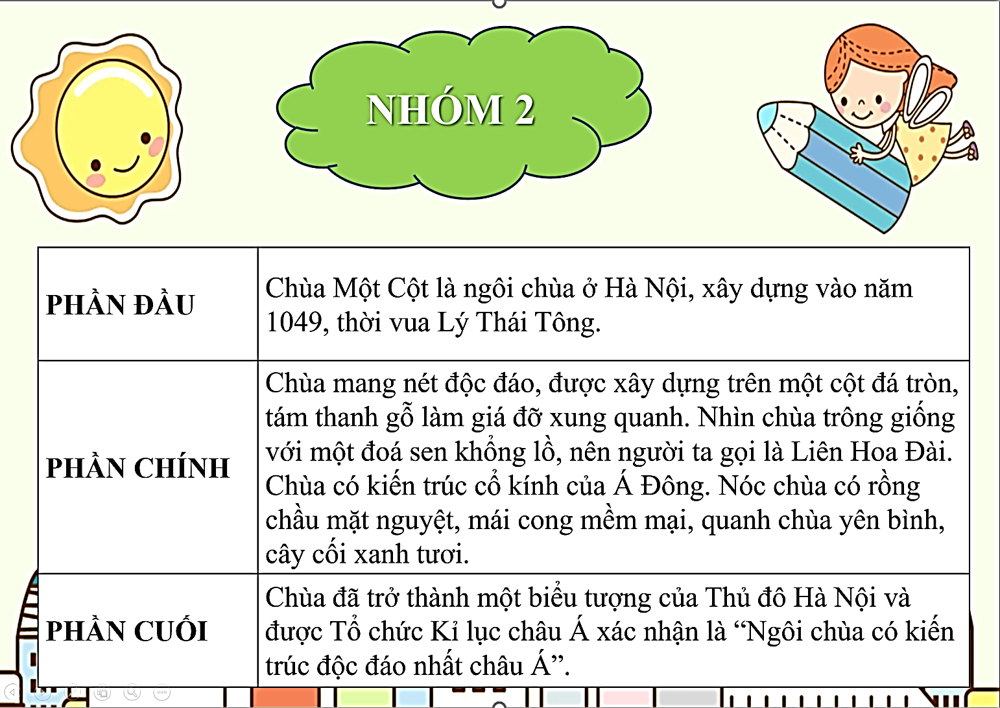 NHÓM 2
PHẦN ĐẦU
Chùa Một Cột là ngôi chùa ở Hà Nội, xây dựng vào năm
1049, thời vua Lý Thái Tông.
PHẦN CHÍNH
Chùa mang nét độc đáo, được xây dựng trên một cột đá tròn,
tám thanh gỗ làm giá đỡ xung quanh. Nhìn chùa trông giống
với một đoá sen khổng lồ, nên người ta gọi là Liên Hoa Đài.
Chùa có kiến trúc cổ kính của Á Đông. Nóc chùa có rồng
chầu mặt nguyệt, mái cong mềm mại, quanh chùa yên bình,
cây cối xanh tươi.
PHẦN CUỐI
Chùa đã trở thành một biểu tượng của Thủ đô Hà Nội và
được Tổ chức Kỉ lục châu Á xác nhận là “Ngôi chùa có kiến
trúc độc đáo nhất châu Á”.